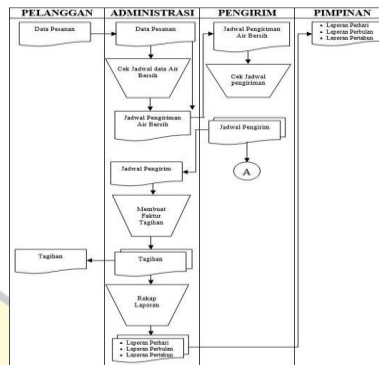 PELANGGAN
ADMINISTRASI
PENGIRIM
PIMPINAN
Data Pesanan
Data Pesanan
Jadwal Pengiriman
Air Bersih
• Laporan Perhari
• Laporan Perbulan
• Laporan Pertahun
Cek Jadwal data Air
Bersih
Cek Jadwal
pengiriman
Jadwal Pengiriman
Air Bersih
Jadwal Pengirim
Jadwal Pengirim
A
Membuat
Faktur
Tagihan
Tagihan
Tagihan
Rekap
Laporan
• Laporan Perhari
• Laporan Perbulan
• Laporan Pertahun